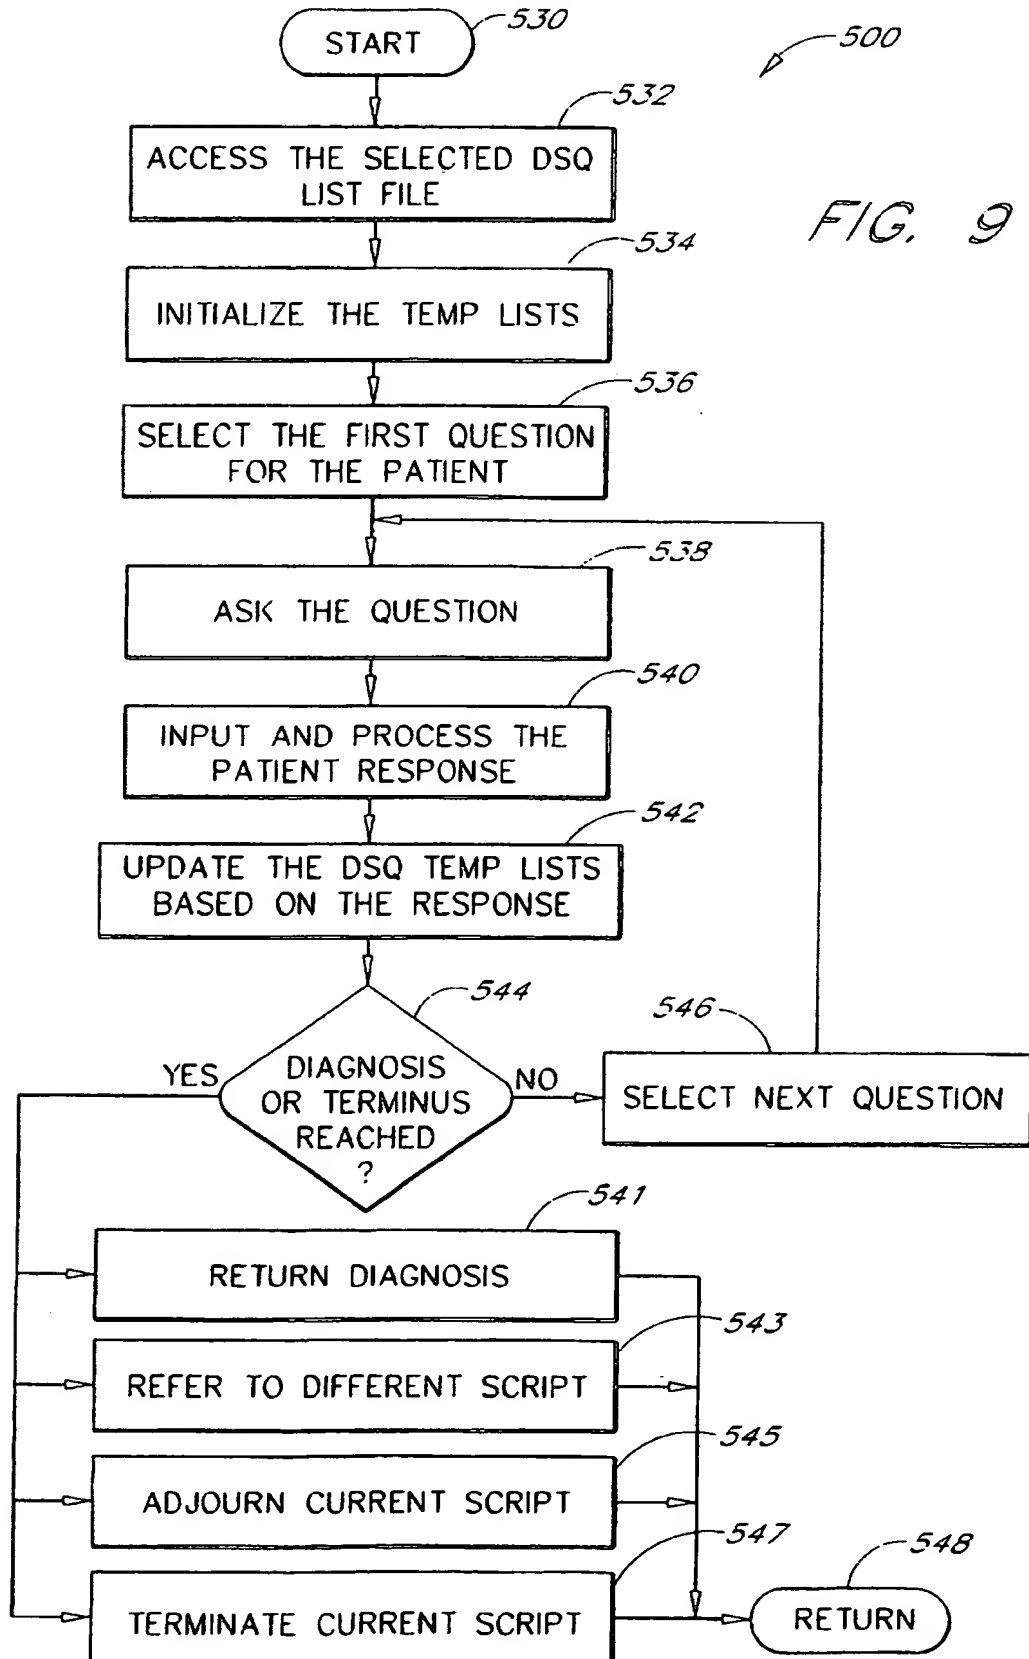 START
530
500
532
ACCESS THE SELECTED DSQ
LIST FILE
FIG. 9
534
INITIALIZE THE TEMP LISTS
536
SELECT THE FIRST QUESTION
FOR THE PATIENT
538
ASK THE QUESTION
540
INPUT AND PROCESS THE
PATIENT RESPONSE
542
UPDATE THE DSQ TEMP LISTS
BASED ON THE RESPONSE
544
546
YES
DIAGNOSIS
OR TERMINUS
REACHED
?
NO
SELECT NEXT QUESTION
541
RETURN DIAGNOSIS
543
REFER TO DIFFERENT SCRIPT
545
ADJOURN CURRENT SCRIPT
547
548
TERMINATE CURRENT SCRIPT
RETURN